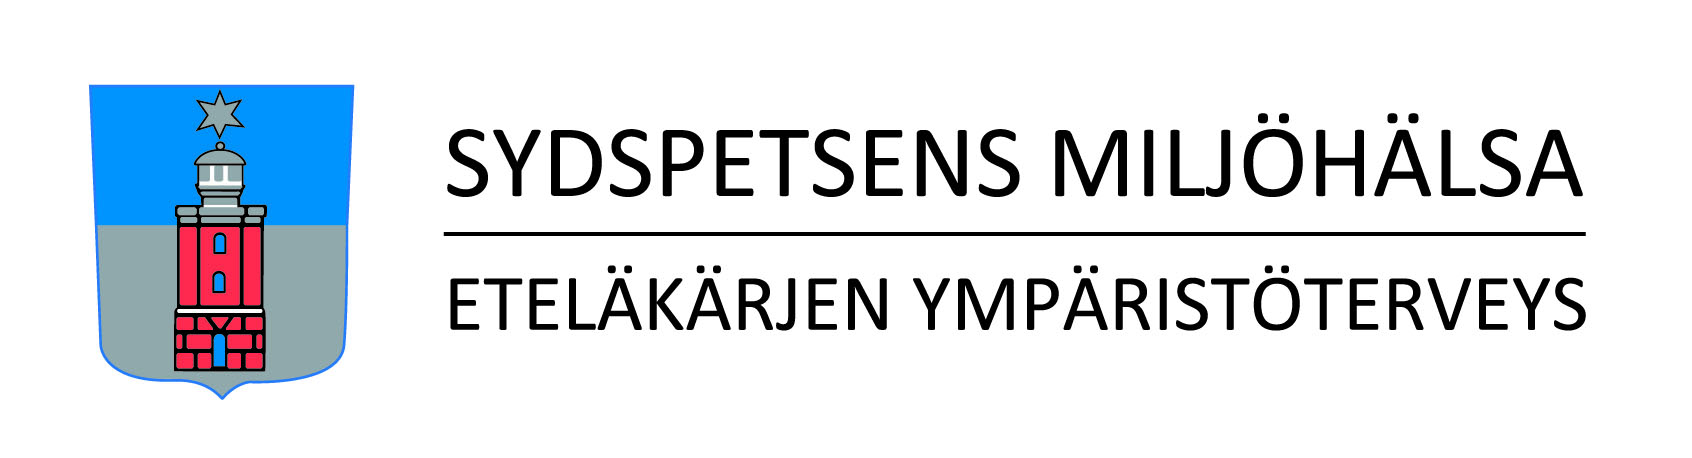 SYDSPETSENS MILJÖHÄLSA
ETELÄKÄRJEN YMPÄRISTÖTERVEYS